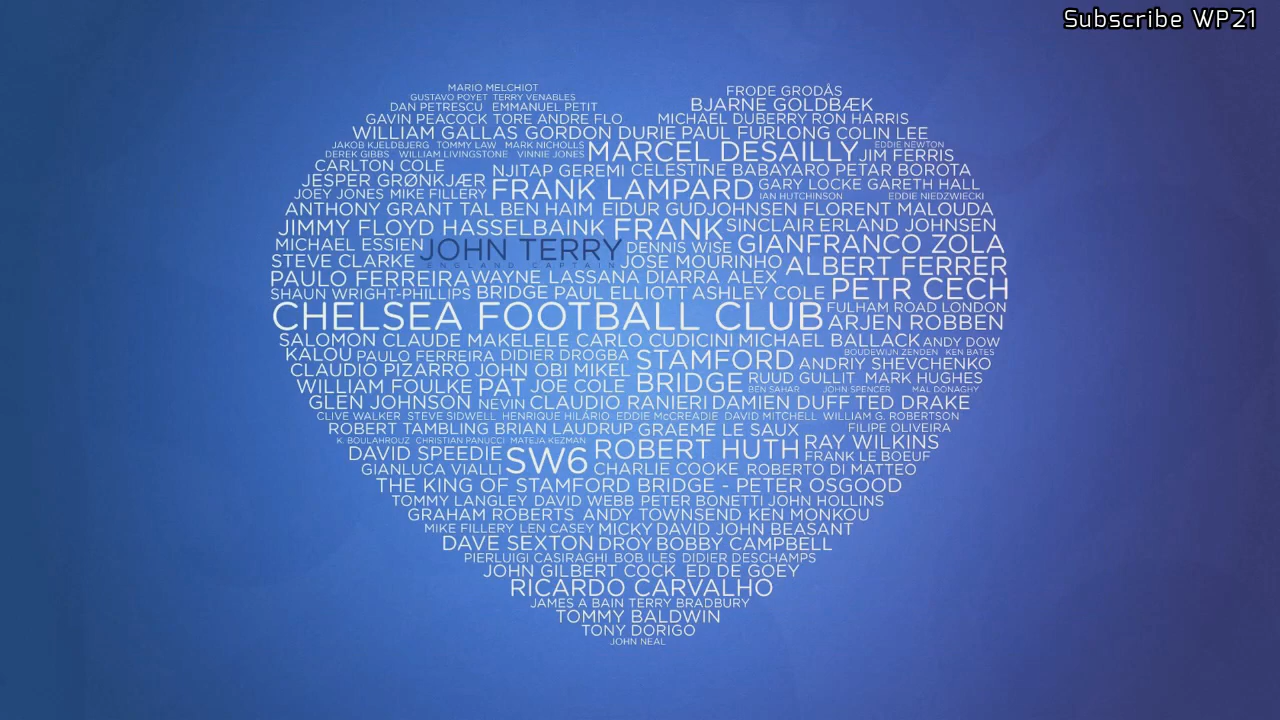 Subscribe WP21
MARIO MELCHIOT FRODE GRODÅS
GUSTAVO POYET TERRY VENABLES BJARNE GOLDBÆK
DAN PETRESCU EMMANUEL PETIT
GAVIN PEACOCK TORE ANDRE FLO MICHAEL DUBERRY RON HARRIS
WILLIAM GALLAS GORDON DURIE PAUL FURLONG COLIN LEE
JAKOB KJELDBJERG TOMMY LAW MARK NICHOLLS MARCEL DESAILLY EDDIE NEWTON
DEREK GIBBS WILLIAM LIVINGSTONE VINNIE JONES JIM FERRIS
CARLTON COLE NJITAP GEREMI CELESTINE BABAYARO PETAR BOROTA
JESPER GRØNKJÆR FRANK LAMPARD GARY LOCKE GARETH HALL
JOEY JONES MIKE FILLERY IAN HUTCHINSON EDDIE NIEDZWIECKI
ANTHONY GRANT TAL BEN HAIM EIDUR GUDJOHNSEN FLORENT MALOUDA
JIMMY FLOYD HASSELBAINK FRANK SINCLAIR ERLAND JOHNSEN
MICHAEL ESSIEN JOHN TERRY DENNIS WISE GIANFRANCO ZOLA
STEVE CLARKE ENGLAND CAPTAIN JOSE MOURINHO ALBERT FERRER
PAULO FERREIRA WAYNE LASSANA DIARRA ALEX PETR CECH
SHAUN WRIGHT-PHILLIPS BRIDGE PAUL ELLIOTT ASHLEY COLE
CHELSEA FOOTBALL CLUB FULHAM ROAD LONDON
ARJEN ROBBEN
SALOMON CLAUDE MAKELELE CARLO CUDICINI MICHAEL BALLACK ANDY DOW
KALOU PAULO FERREIRA DIDIER DROGBA STAMFORD BOUDEWIJN ZENDEN KEN BATES
CLAUDIO PIZARRO JOHN OBI MIKEL ANDRIY SHEVCHENKO
WILLIAM FOULKE PAT JOE COLE BRIDGE RUUD GULLIT MARK HUGHES
BEN SAHAR JOHN SPENCER MAL DONAGHY
GLEN JOHNSON NEVIN CLAUDIO RANIERI DAMIEN DUFF TED DRAKE
CLIVE WALKER STEVE SIDWELL HENRIQUE HILÁRIO EDDIE McCREADIE DAVID MITCHELL WILLIAM G. ROBERTSON
ROBERT TAMBLING BRIAN LAUDRUP GRAEME LE SAUX FILIPE OLIVEIRA
K. BOULAHROUZ CHRISTIAN PANUCCI MATEJA KEZMAN ROBERT HUTH RAY WILKINS
DAVID SPEEDIE SW6 FRANK LE BOEUF
GIANLUCA VIALLI CHARLIE COOKE ROBERTO DI MATTEO
THE KING OF STAMFORD BRIDGE - PETER OSGOOD
TOMMY LANGLEY DAVID WEBB PETER BONETTI JOHN HOLLINS
GRAHAM ROBERTS ANDY TOWNSEND KEN MONKOU
MIKE FILLERY LEN CASEY MICKY DAVID JOHN BEASANT
DAVE SEXTON DROY BOBBY CAMPBELL
PIERLUIGI CASIRAGHI BOB ILES DIDIER DESCHAMPS
JOHN GILBERT COCK ED DE GOEY
RICARDO CARVALHO
JAMES A BAIN TERRY BRADBURY
TOMMY BALDWIN
TONY DORIGO
JOHN NEAL